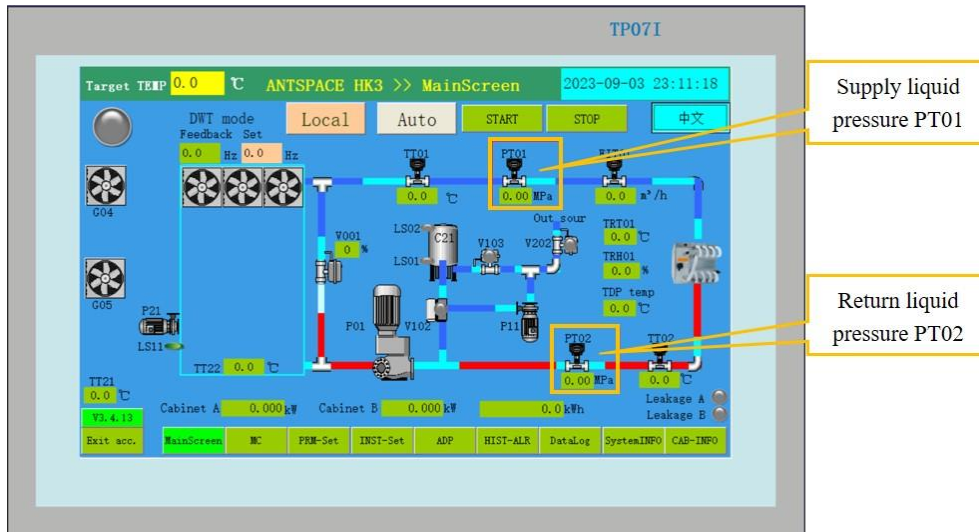 TP07I
Target TEMP 0.0 ℃ ANTSPACE HK3 >> MainScreen 2023-09-03 23:11:18
DWT mode
Feedback Set
Local Auto START STOP 中文
0.0 Hz 0.0 Hz
TT01 PT01
0.0 ℃ 0.00 MPa 0.0 m³/h
G04
Out sour
LS02 C21
V001
0 %
V103 V202
LS01
TRT01
0.0 ℃
TRH01
0.0 %
TDP temp
0.0 ℃
G05
P21
LS11
P01 V102 P11
PT02 TT02
TT22 0.0 ℃
0.00 MPa 0.0 ℃
TT21
0.0 ℃
Leakage A
Leakage B
Cabinet A 0.000 kW Cabinet B 0.000 kW 0.0 kWh
V3.4.13
Exit acc. MainScreen MC PRM-Set INST-Set ADP HIST-ALR DataLog SystemINFO CAB-INFO
Supply liquid
pressure PT01
Return liquid
pressure PT02